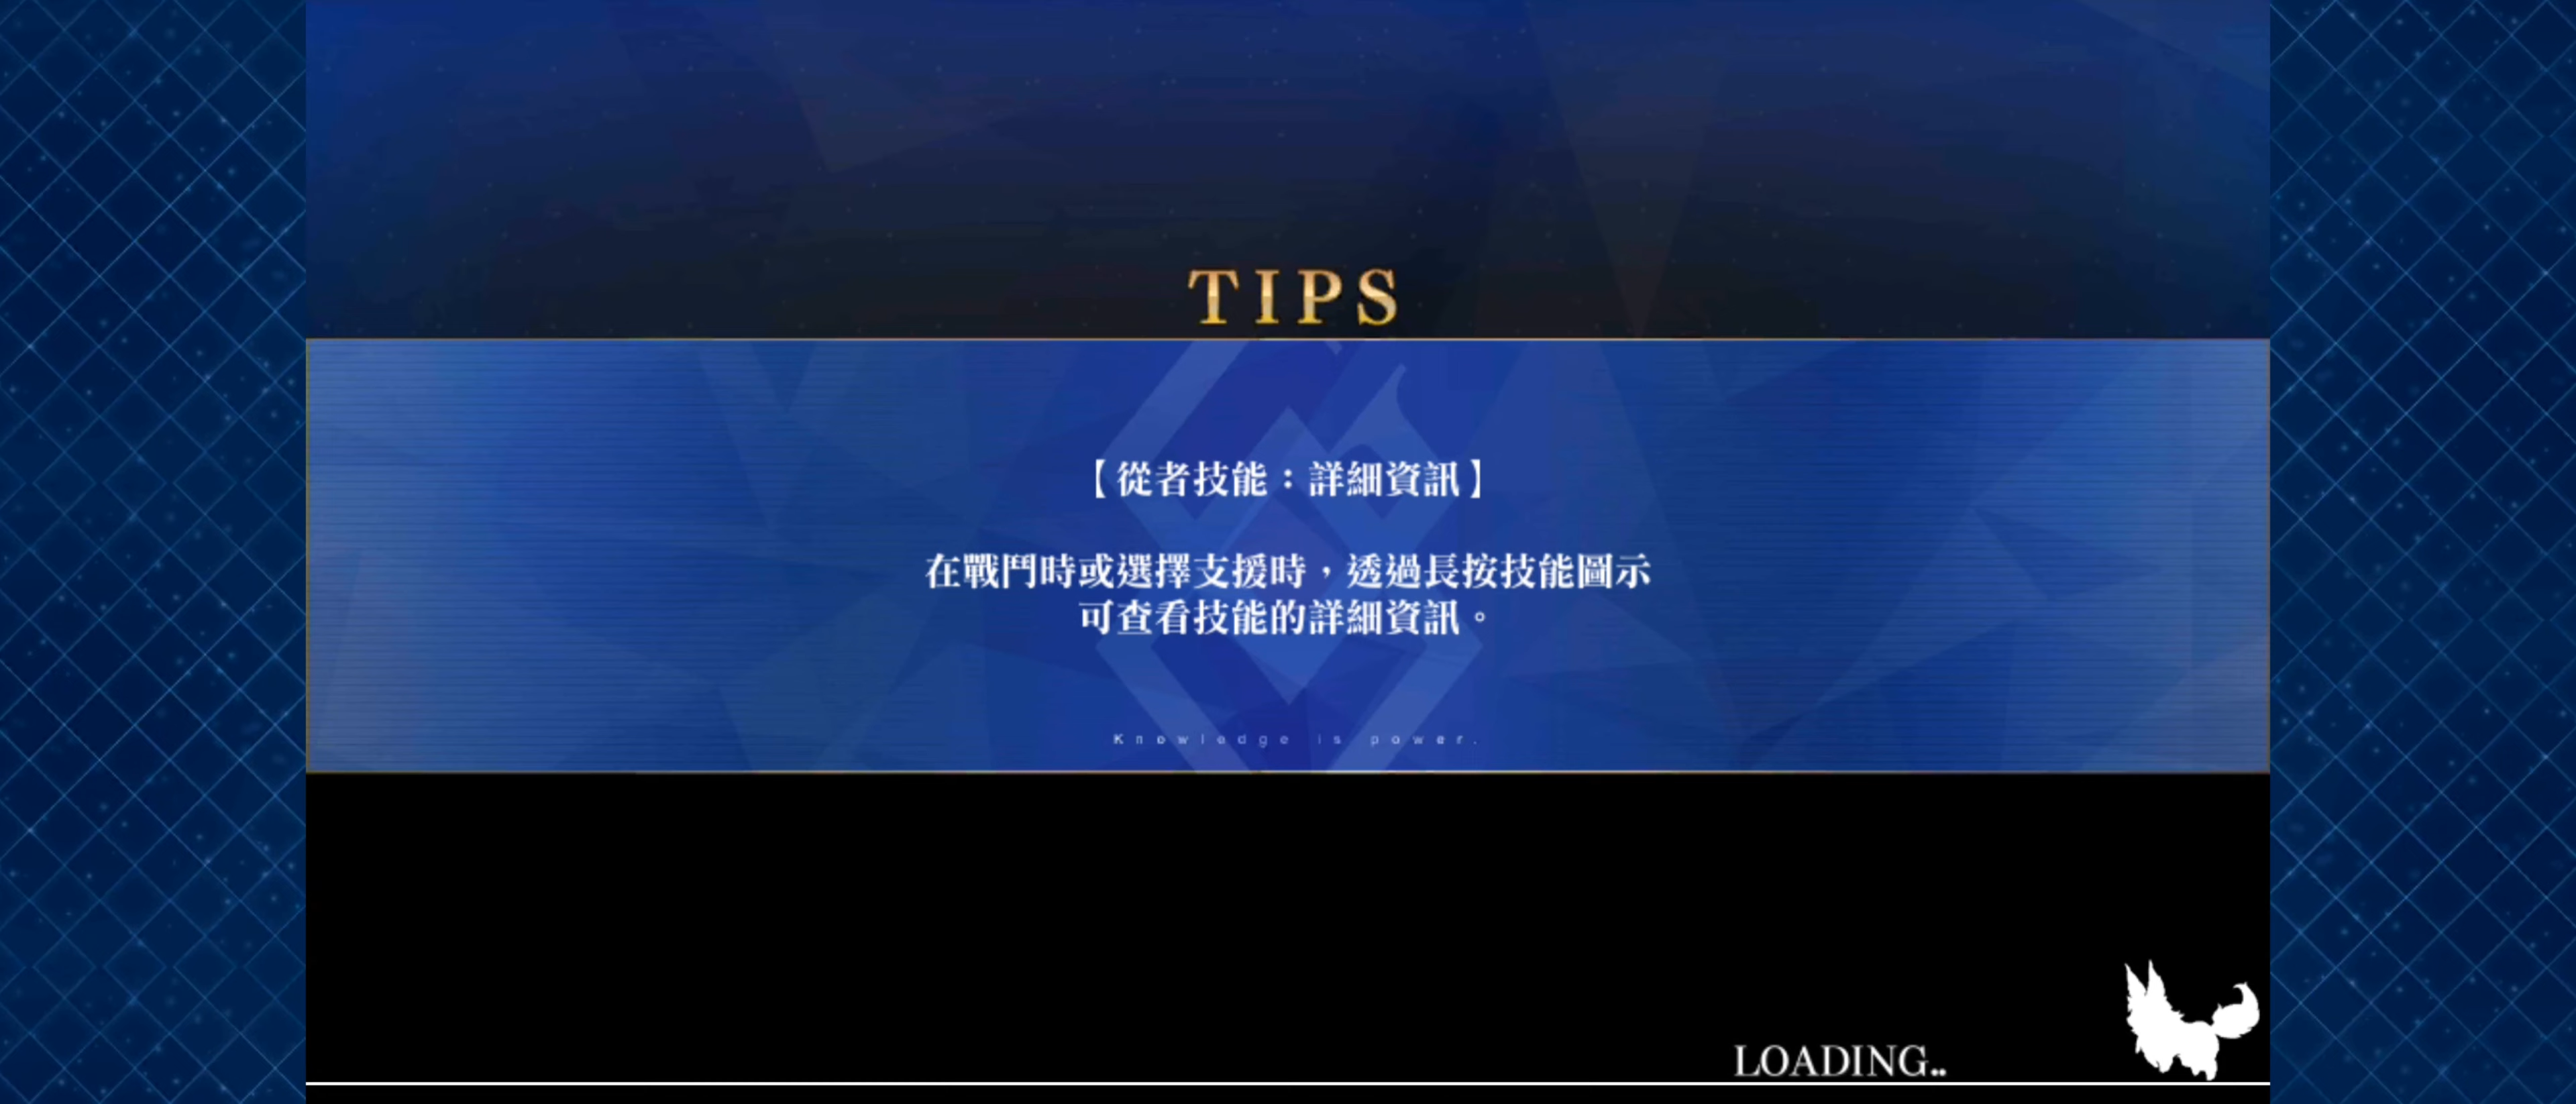 TIPS
【從者技能：詳細資訊】
在戰鬥時或選擇支援時，透過長按技能圖示
可查看技能的詳細資訊。
Knowledge is power.
LOADING..